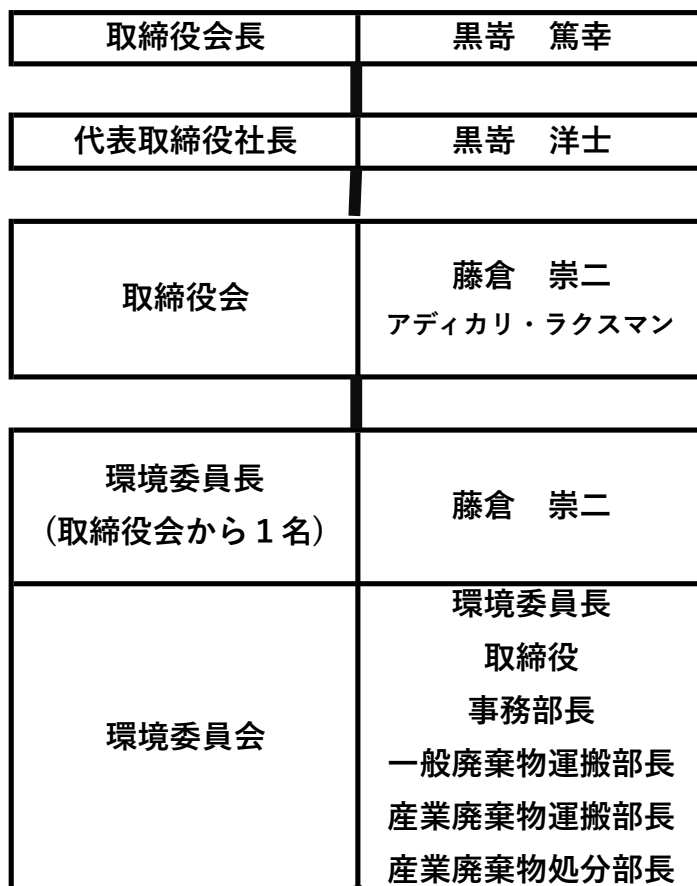 取締役会長 黒嵜 篤幸
代表取締役社長 黒嵜 洋士
取締役会
藤倉 崇二
アディカリ・ラクスマン
環境委員長
(取締役会から１名)
藤倉 崇二
環境委員会
環境委員長
取締役
事務部長
一般廃棄物運搬部長
産業廃棄物運搬部長
産業廃棄物処分部長